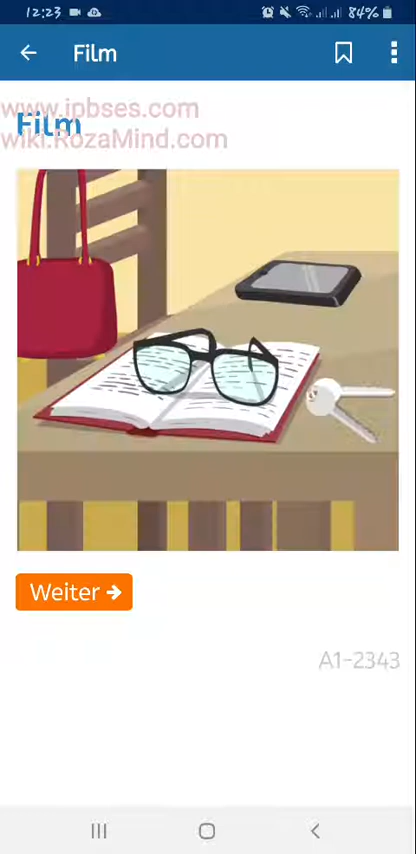 12:23
84%
Film
www.ipbses.com
Film
wiki.RozaMind.com
Weiter →
A1-2343